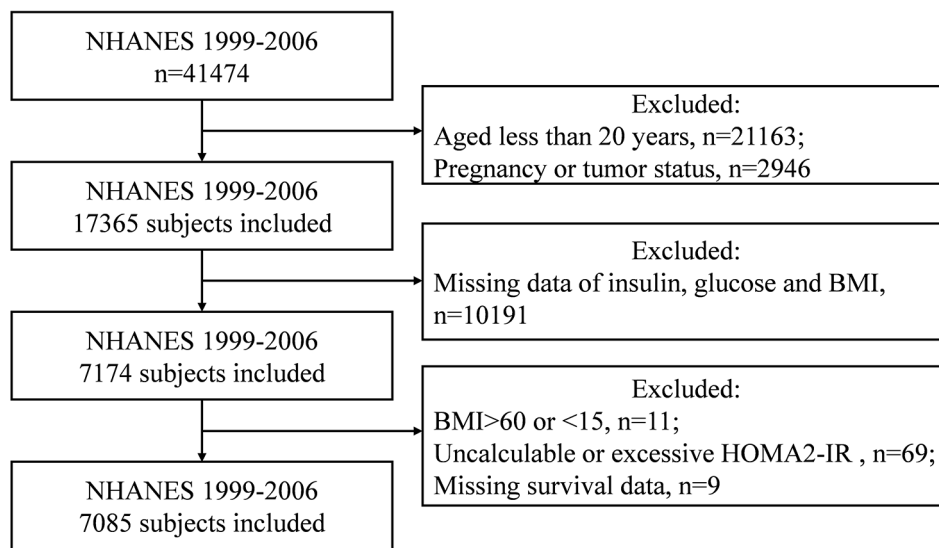 NHANES 1999-2006
n=41474
Excluded:
Aged less than 20 years, n=21163;
Pregnancy or tumor status, n=2946
NHANES 1999-2006
17365 subjects included
Excluded:
Missing data of insulin, glucose and BMI,
n=10191
NHANES 1999-2006
7174 subjects included
Excluded:
BMI>60 or <15, n=11;
Uncalculable or excessive HOMA2-IR , n=69;
Missing survival data, n=9
NHANES 1999-2006
7085 subjects included